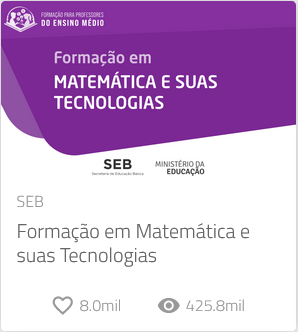 FORMAÇÃO PARA PROFESSORES
DO ENSINO MÉDIO
Formação em
MATEMÁTICA E SUAS
TECNOLOGIAS
SEB
Secretaria de Educação Básica
MINISTÉRIO DA
EDUCAÇÃO
SEB
Formação em Matemática e
suas Tecnologias
8.0mil
425.8mil